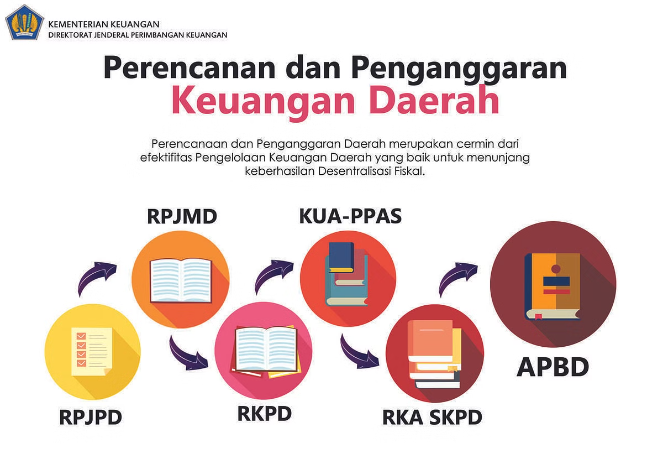 KEMENTERIAN KEUANGAN
DIREKTORAT JENDERAL PERIMBANGAN KEUANGAN
Perencanan dan Penganggaran
Keuangan Daerah
Perencanaan dan Penganggaran Daerah merupakan cermin dari
efektifitas Pengelolaan Keuangan Daerah yang baik untuk menunjang
keberhasilan Desentralisasi Fiskal.
RPJMD
KUA-PPAS
APBD
RPJPD
RKPD
RKA SKPD